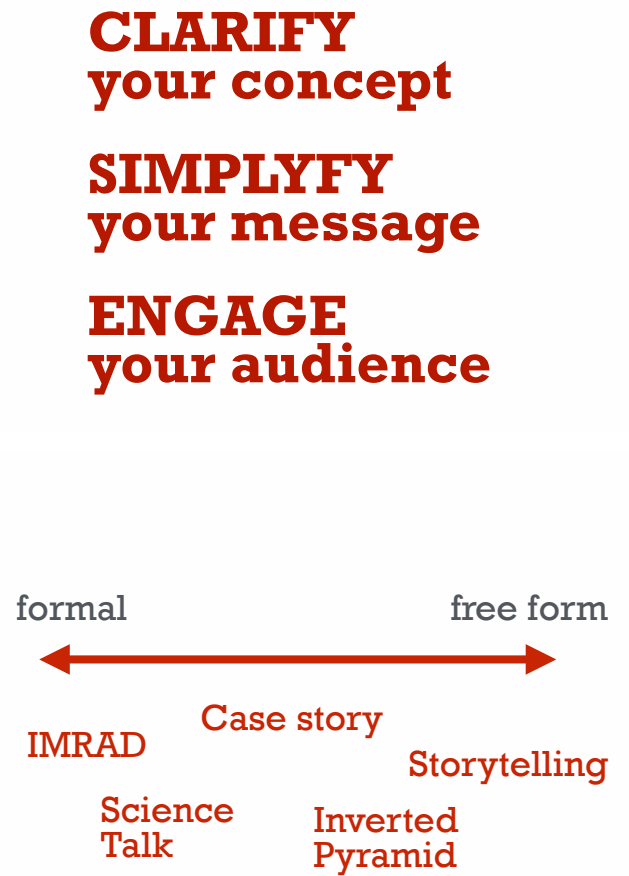 CLARIFY
your concept
SIMPLYFY
your message
ENGAGE
your audience
formal
free form
Case story
IMRAD
Storytelling
Science
Talk
Inverted
Pyramid